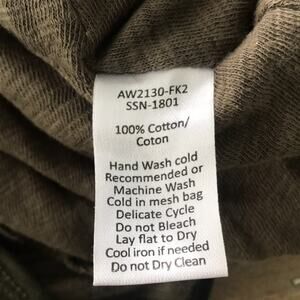 AW2130-FK2
SSN-1801
100% Cotton/
Coton
Hand Wash cold
Recommended or
Machine Wash
Cold in mesh bag
Delicate Cycle
Do not Bleach
Lay flat to Dry
Cool iron if needed
Do not Dry Clean